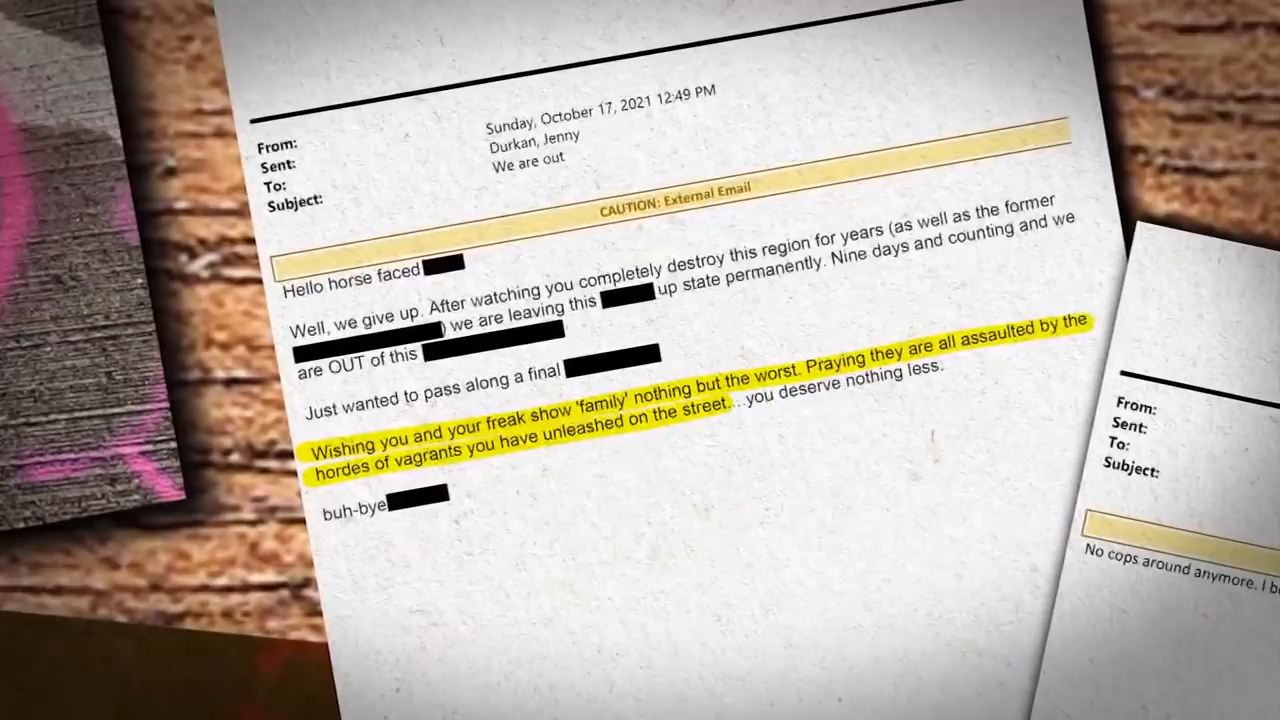 From:
Sent:
To:
Subject:
Sunday, October 17, 2021 12:49 PM
Durkan, Jenny
We are out
CAUTION: External Email
Hello horse faced
Well, we give up. After watching you completely destroy this region for years (as well as the former
) we are leaving this up state permanently. Nine days and counting and we
are OUT of this
Just wanted to pass along a final
Wishing you and your freak show 'family' nothing but the worst. Praying they are all assaulted by the
hordes of vagrants you have unleashed on the street....you deserve nothing less.
buh-bye
From:
Sent:
To:
Subject:
No cops around anymore. I b